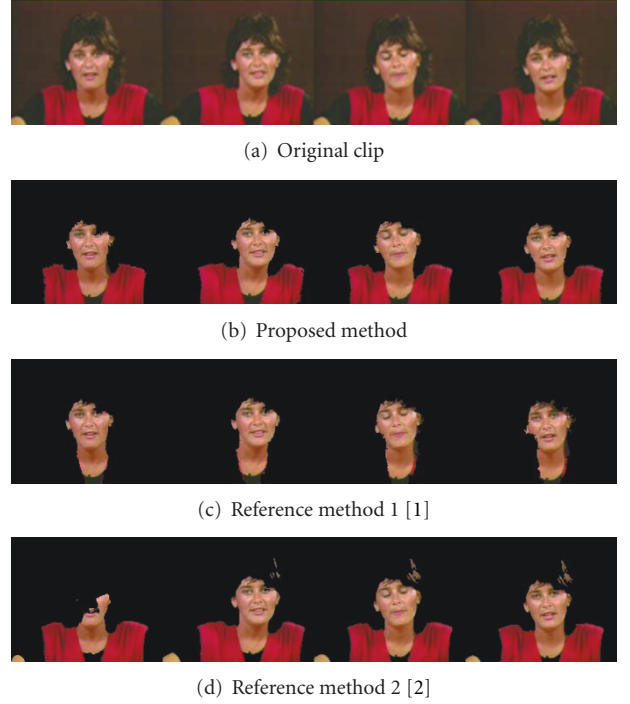 (a) Original clip
(b) Proposed method
(c) Reference method 1 [1]
(d) Reference method 2 [2]